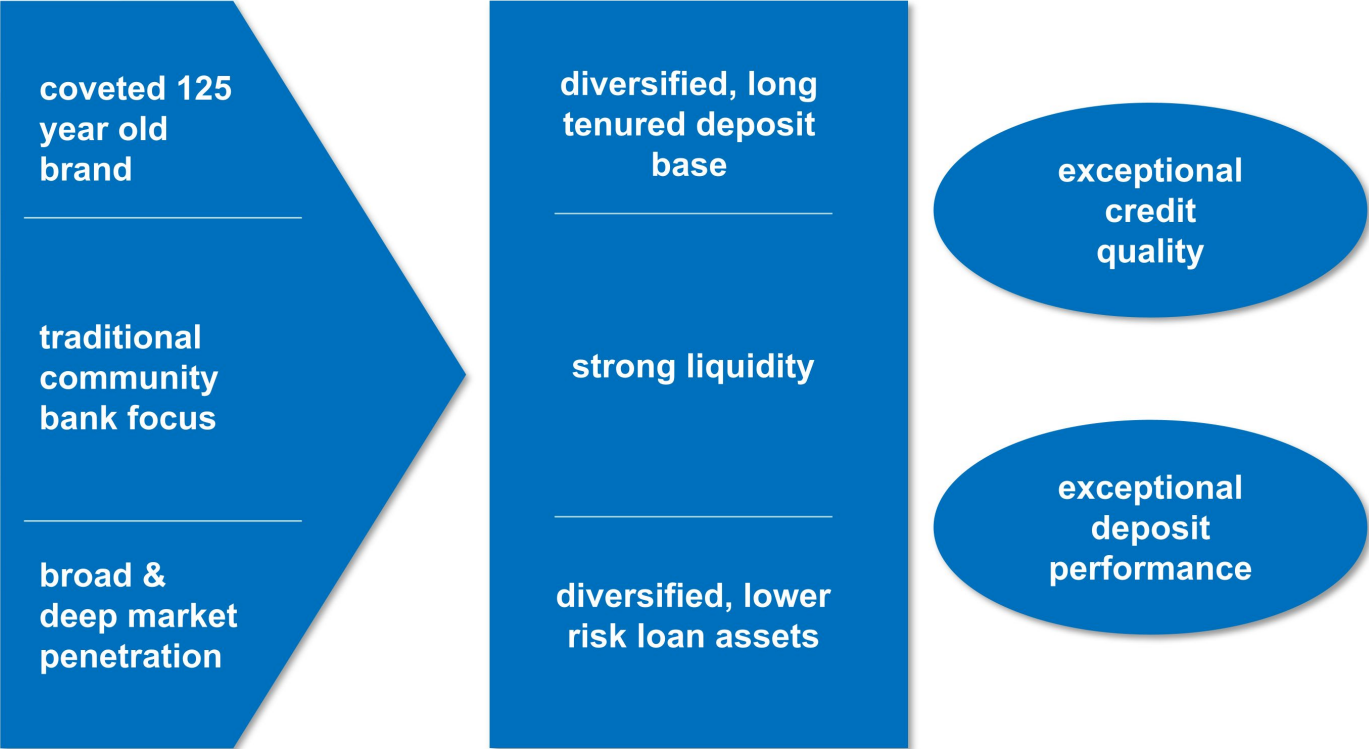 coveted 125
year old
brand
traditional
community
bank focus
broad &
deep market
penetration
diversified, long
tenured deposit
base
strong liquidity
diversified, lower
risk loan assets
exceptional
credit
quality
exceptional
deposit
performance